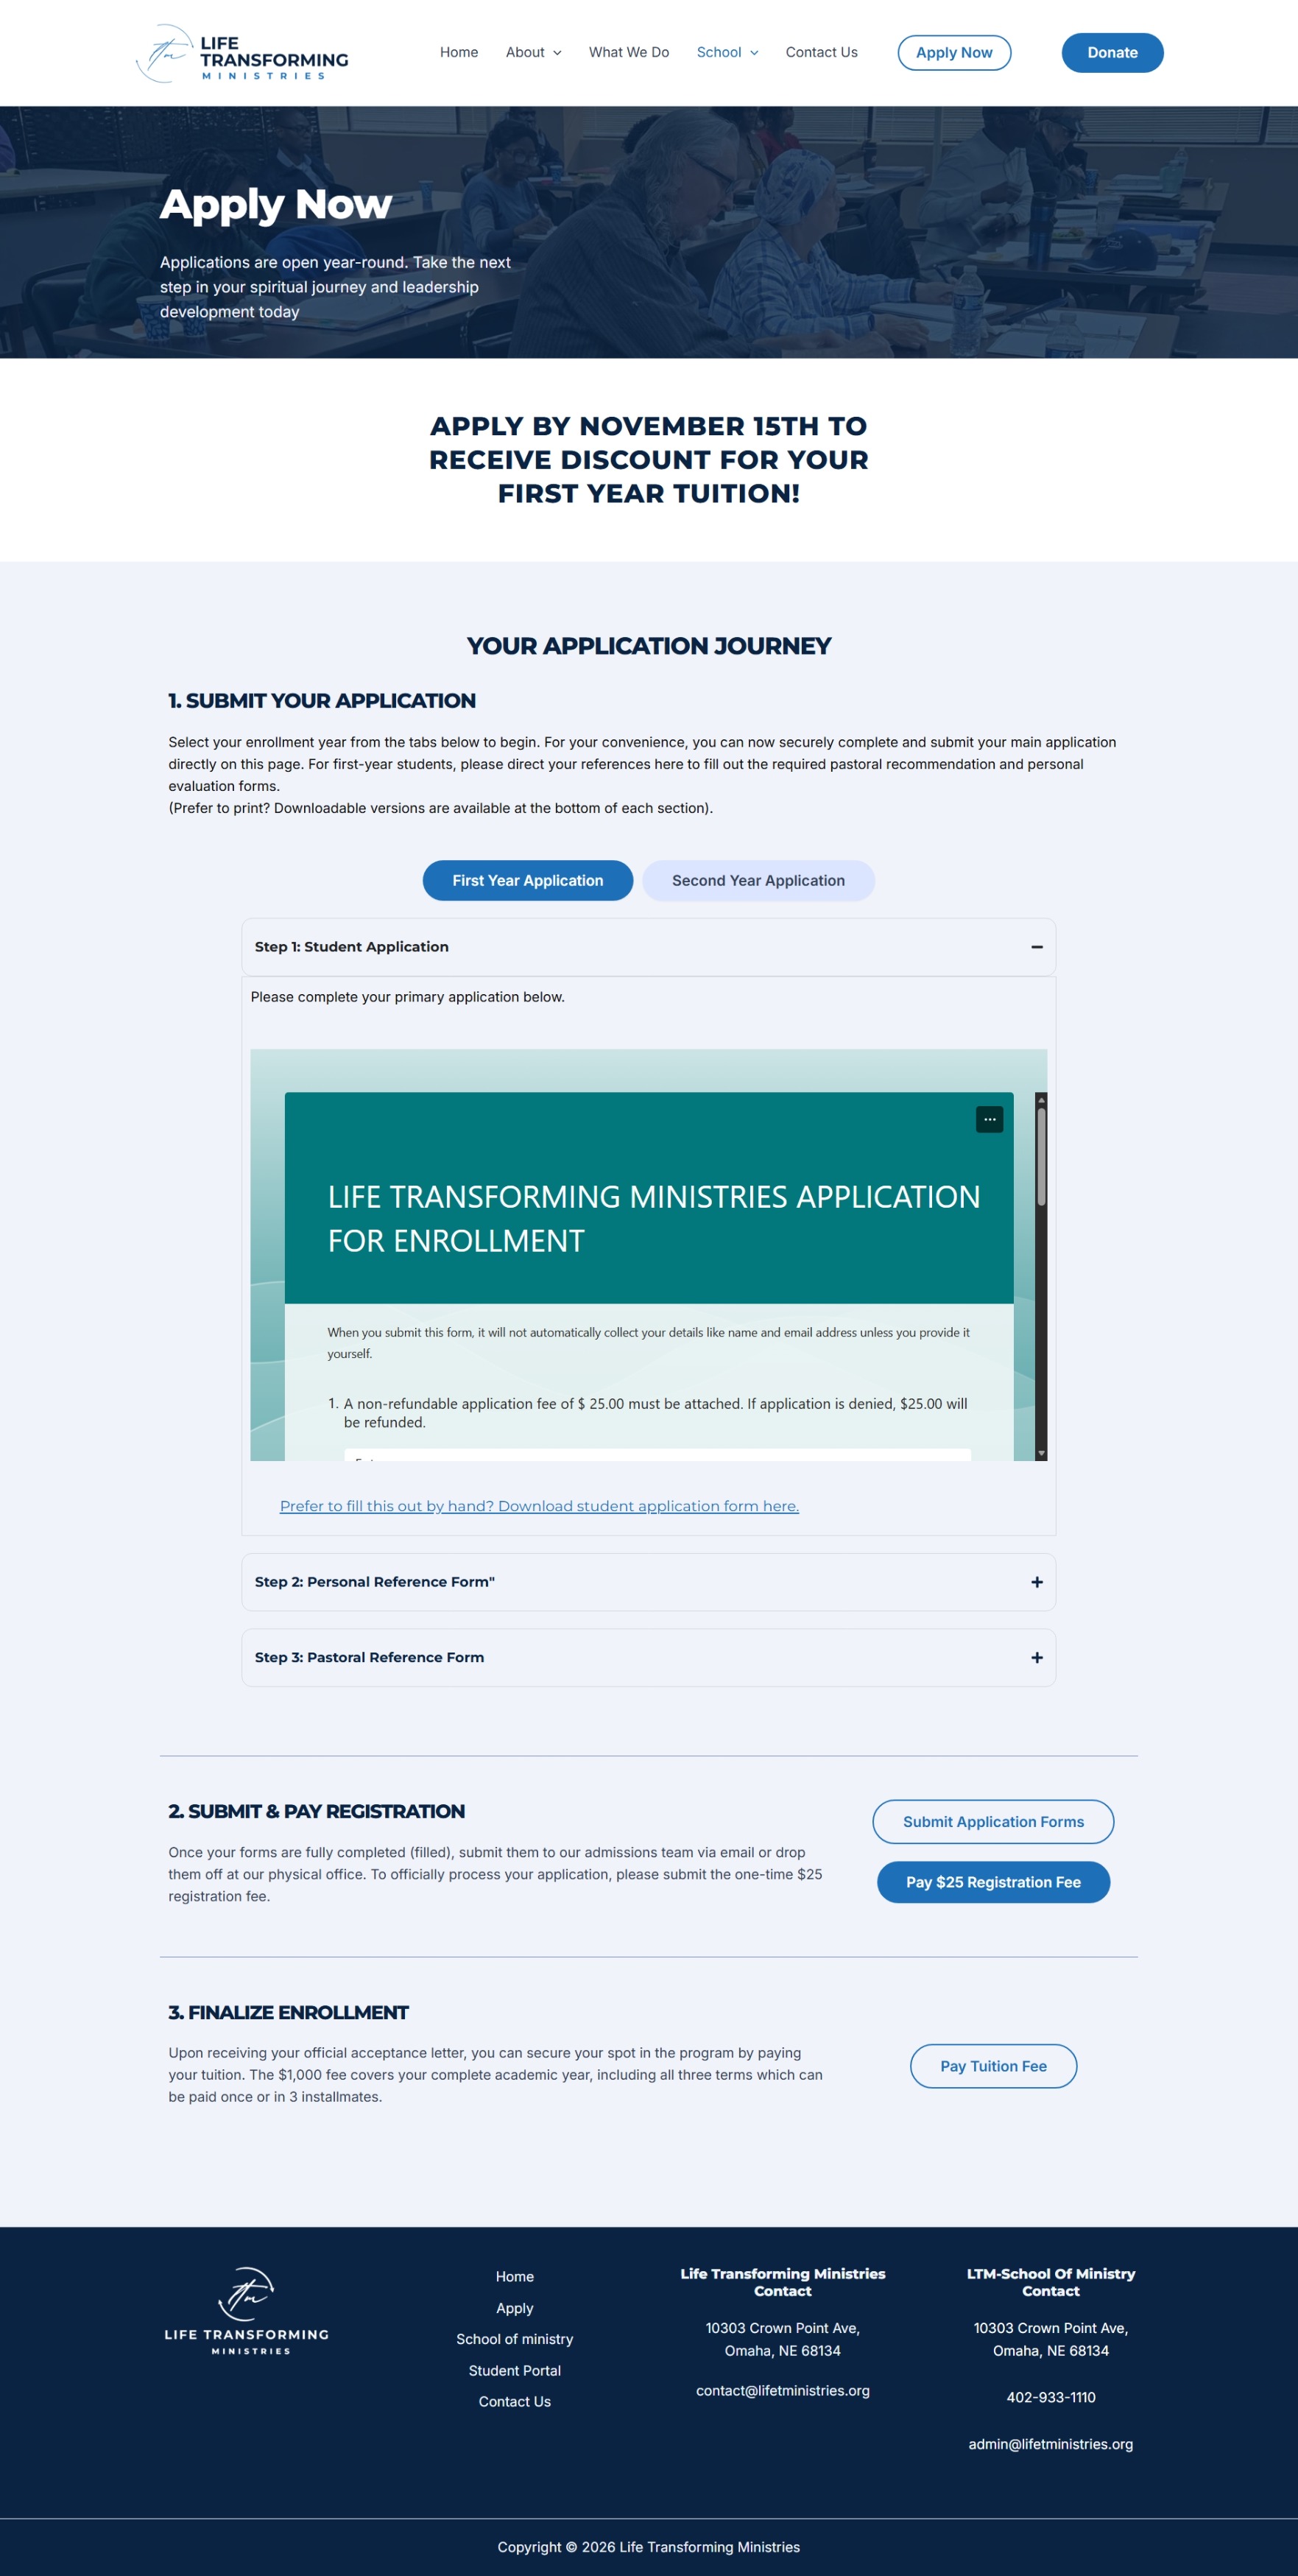 LIFE
TRANSFORMING
MINISTRIES
Home
About
What We Do
School
Contact Us
Apply Now
Donate
Apply Now
Applications are open year-round. Take the next
step in your spiritual journey and leadership
development today
APPLY BY NOVEMBER 15TH TO
RECEIVE DISCOUNT FOR YOUR
FIRST YEAR TUITION!
YOUR APPLICATION JOURNEY
1. SUBMIT YOUR APPLICATION
Select your enrollment year from the tabs below to begin. For your convenience, you can now securely complete and submit your main application
directly on this page. For first-year students, please direct your references here to fill out the required pastoral recommendation and personal
evaluation forms.
(Prefer to print? Downloadable versions are available at the bottom of each section).
First Year Application
Second Year Application
Step 1: Student Application
Please complete your primary application below.
LIFE TRANSFORMING MINISTRIES APPLICATION
FOR ENROLLMENT
When you submit this form, it will not automatically collect your details like name and email address unless you provide it
yourself.
1. A non-refundable application fee of $ 25.00 must be attached. If application is denied, $25.00 will
be refunded.
Prefer to fill this out by hand? Download student application form here.
Step 2: Personal Reference Form"
Step 3: Pastoral Reference Form
2. SUBMIT & PAY REGISTRATION
Once your forms are fully completed (filled), submit them to our admissions team via email or drop
them off at our physical office. To officially process your application, please submit the one-time $25
registration fee.
Submit Application Forms
Pay $25 Registration Fee
3. FINALIZE ENROLLMENT
Upon receiving your official acceptance letter, you can secure your spot in the program by paying
your tuition. The $1,000 fee covers your complete academic year, including all three terms which can
be paid once or in 3 installmates.
Pay Tuition Fee
LIFE TRANSFORMING
MINISTRIES
Home
Apply
School of ministry
Student Portal
Contact Us
Life Transforming Ministries
Contact
10303 Crown Point Ave,
Omaha, NE 68134
contact@lifetministries.org
LTM-School Of Ministry
Contact
10303 Crown Point Ave,
Omaha, NE 68134
402-933-1110
admin@lifetministries.org
Copyright © 2026 Life Transforming Ministries